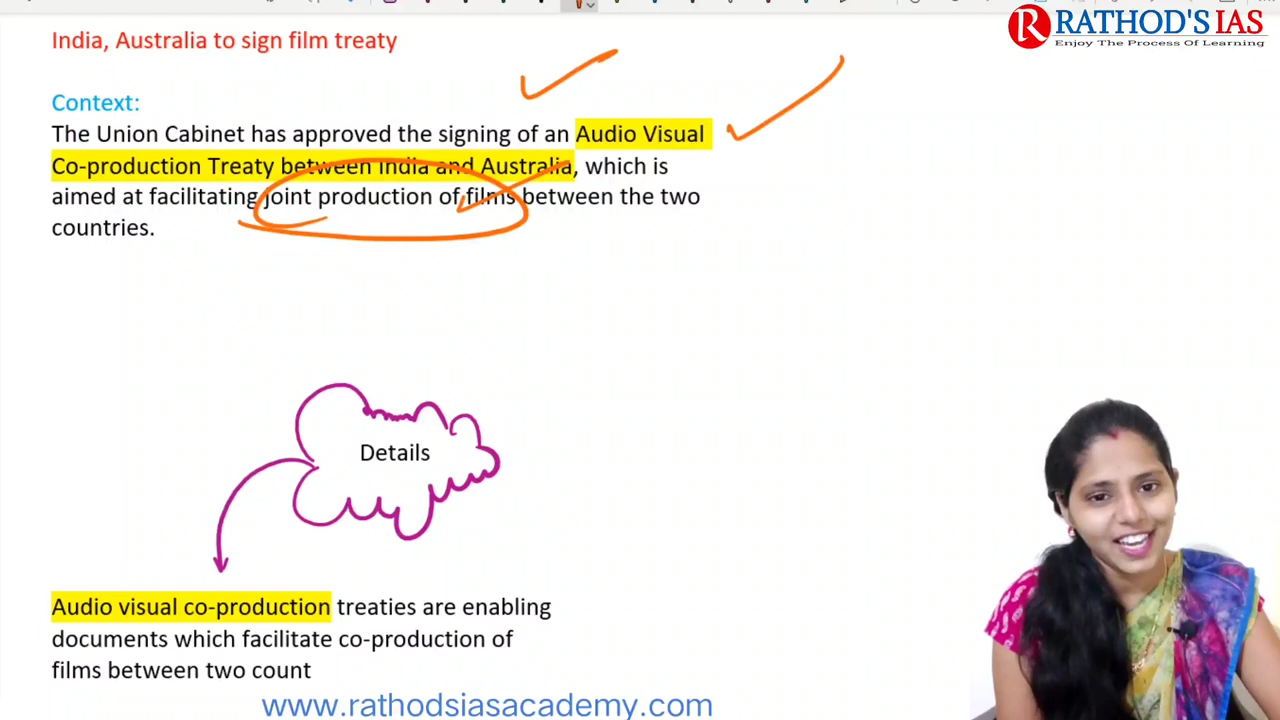 RATHOD'S IAS
Enjoy The Process Of Learning
India, Australia to sign film treaty
Context:
The Union Cabinet has approved the signing of an Audio Visual
Co-production Treaty between India and Australia, which is
aimed at facilitating joint production of films between the two
countries.
Details
Audio visual co-production treaties are enabling
documents which facilitate co-production of
films between two count
www.rathodsiasacademy.com